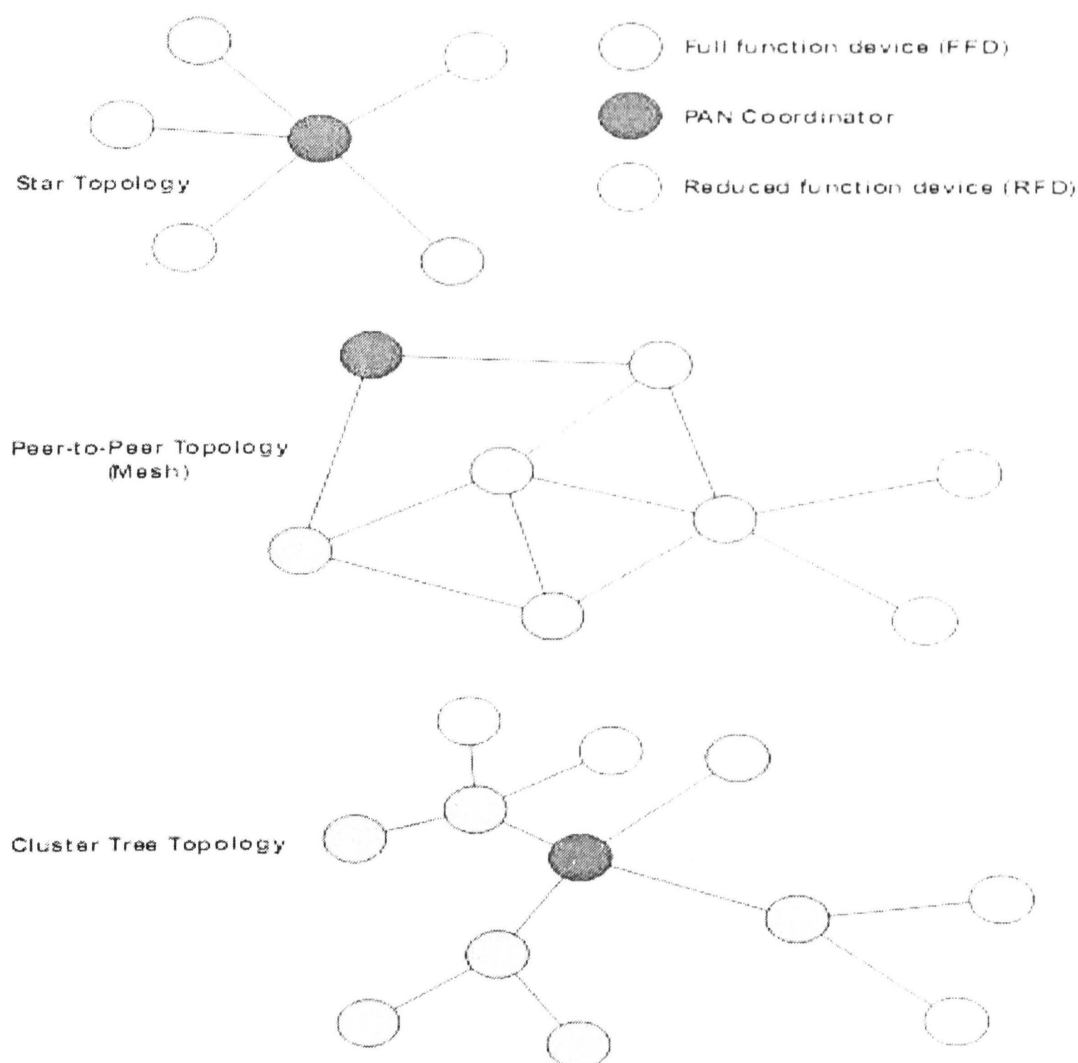 Full function device (FFD)
PAN Coordinator
Star Topology
Reduced function device (RFD)
Peer-to-Peer Topology
(Mesh)
Cluster Tree Topology